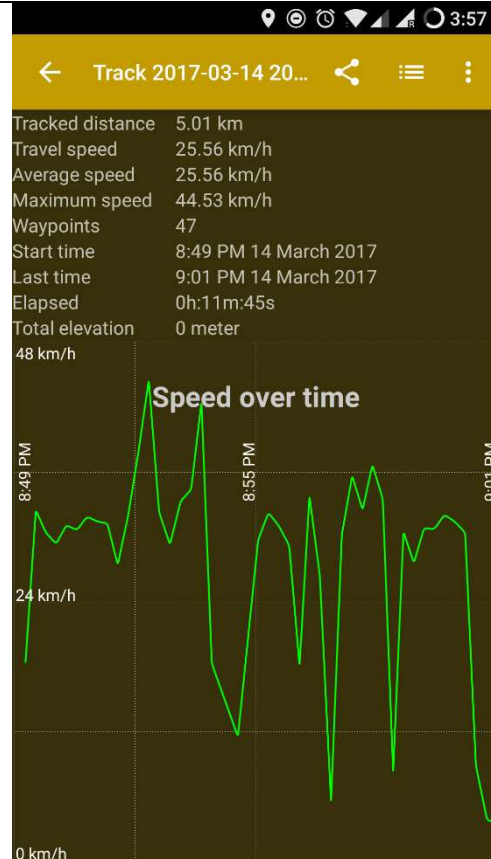 3:57
Track 2017-03-14 20...
Tracked distance 5.01 km
Travel speed 25.56 km/h
Average speed 25.56 km/h
Maximum speed 44.53 km/h
Waypoints 47
Start time 8:49 PM 14 March 2017
Last time 9:01 PM 14 March 2017
Elapsed 0h:11m:45s
Total elevation 0 meter
48 km/h
Speed over time
8:49 PM
8:55 PM
9:01 PM
24 km/h
0 km/h